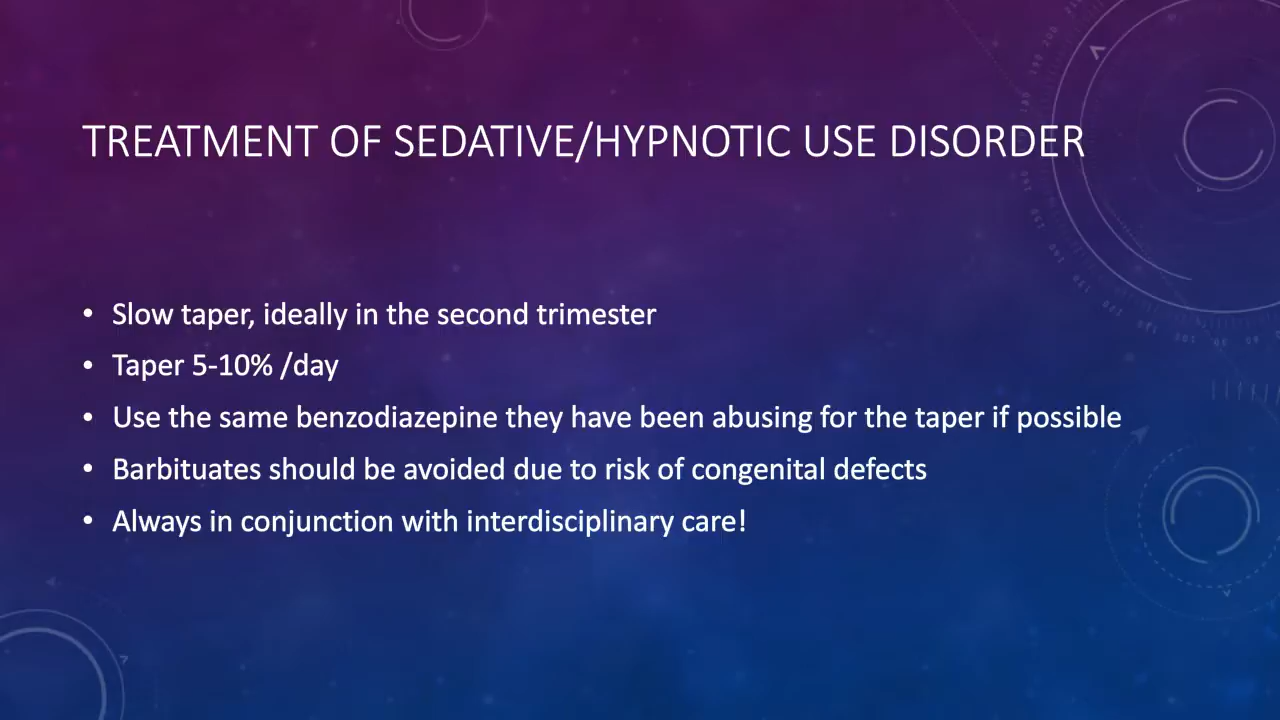 TREATMENT OF SEDATIVE/HYPNOTIC USE DISORDER
• Slow taper, ideally in the second trimester
• Taper 5-10% /day
• Use the same benzodiazepine they have been abusing for the taper if possible
• Barbituates should be avoided due to risk of congenital defects
• Always in conjunction with interdisciplinary care!